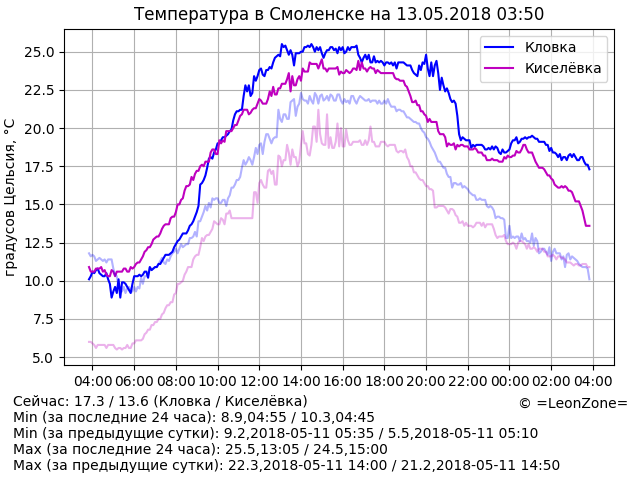 Температура в Смоленске на 13.05.2018 03:50
градусов Цельсия, °C
25.0
22.5
20.0
17.5
15.0
12.5
10.0
7.5
5.0
Кловка
Киселёвка
04:00 06:00 08:00 10:00 12:00 14:00 16:00 18:00 20:00 22:00 00:00 02:00 04:00
Сейчас: 17.3 / 13.6 (Кловка / Киселёвка)
© =LeonZone=
Min (за последние 24 часа): 8.9,04:55 / 10.3,04:45
Min (за предыдущие сутки): 9.2,2018-05-11 05:35 / 5.5,2018-05-11 05:10
Max (за последние 24 часа): 25.5,13:05 / 24.5,15:00
Max (за предыдущие сутки): 22.3,2018-05-11 14:00 / 21.2,2018-05-11 14:50